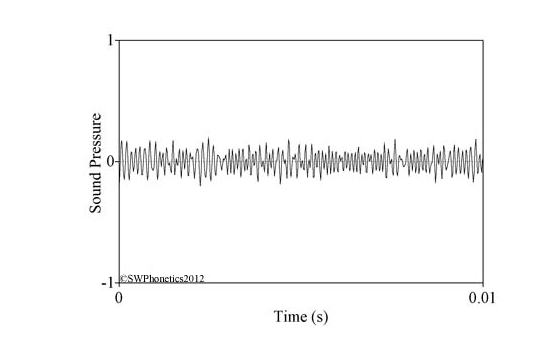 1
Sound Pressure
0
-1
©SWPhonetics2012
0
0.01
Time (s)